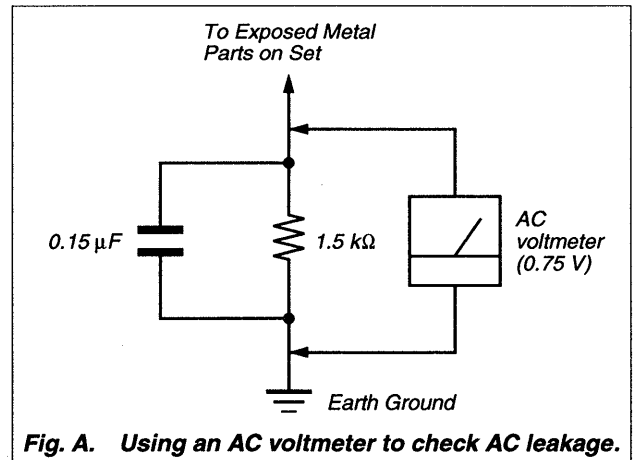 To Exposed Metal
Parts on Set
0.15 µF
1.5 kΩ
AC
voltmeter
(0.75 V)
Earth Ground
Fig. A. Using an AC voltmeter to check AC leakage.